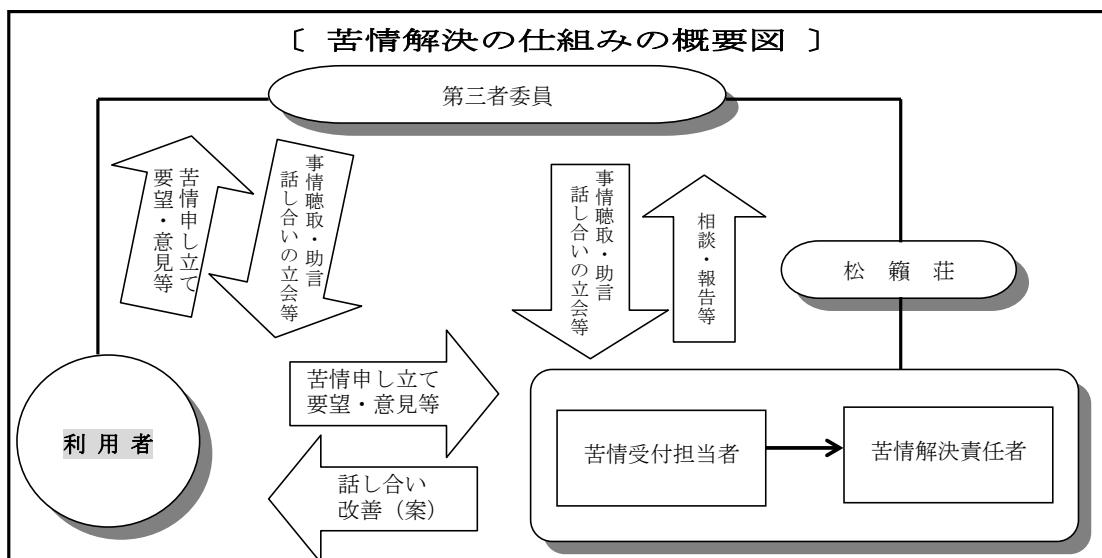 〔 苦情解決の仕組みの概要図 〕
第三者委員
苦情申し立て
要望・意見等
事情聴取・助言
話し合いの立会等
事情聴取・助言
話し合いの立会等
相談・報告等
松 籟 荘
苦情申し立て
要望・意見等
利 用 者
苦情受付担当者
苦情解決責任者
話し合い
改善（案）